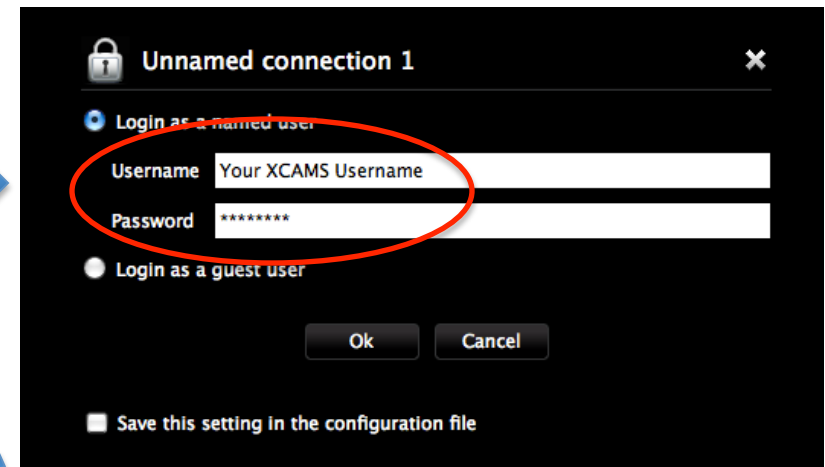 Unnamed connection 1
Login as a named user
Username Your XCAMS Username
Password ********
Login as a guest user
Ok Cancel
Save this setting in the configuration file